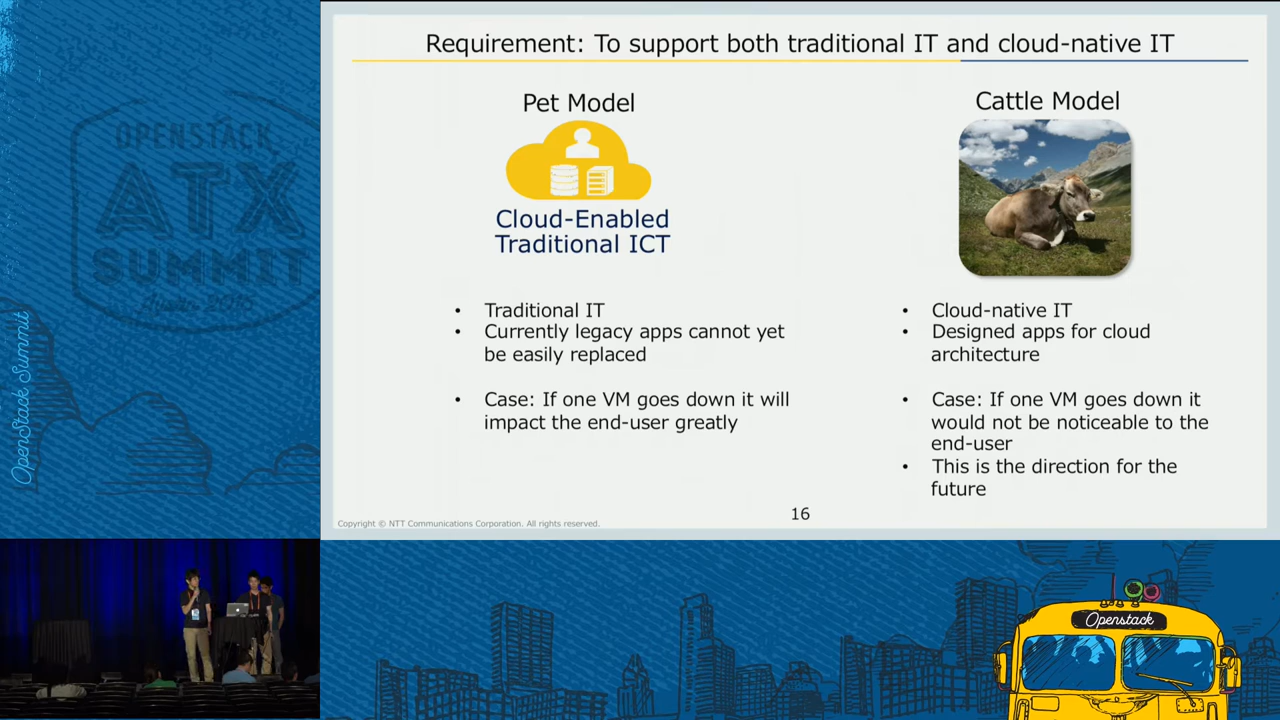 OPENSTACK
ATX
SUMMIT
Austin 2016
OpenStack Summit
Requirement: To support both traditional IT and cloud-native IT
Pet Model
Cloud-Enabled
Traditional ICT
• Traditional IT
• Currently legacy apps cannot yet
be easily replaced
• Case: If one VM goes down it will
impact the end-user greatly
Cattle Model
• Cloud-native IT
• Designed apps for cloud
architecture
• Case: If one VM goes down it
would not be noticeable to the
end-user
• This is the direction for the
future
16
Copyright © NTT Communications Corporation. All rights reserved.
Openstack